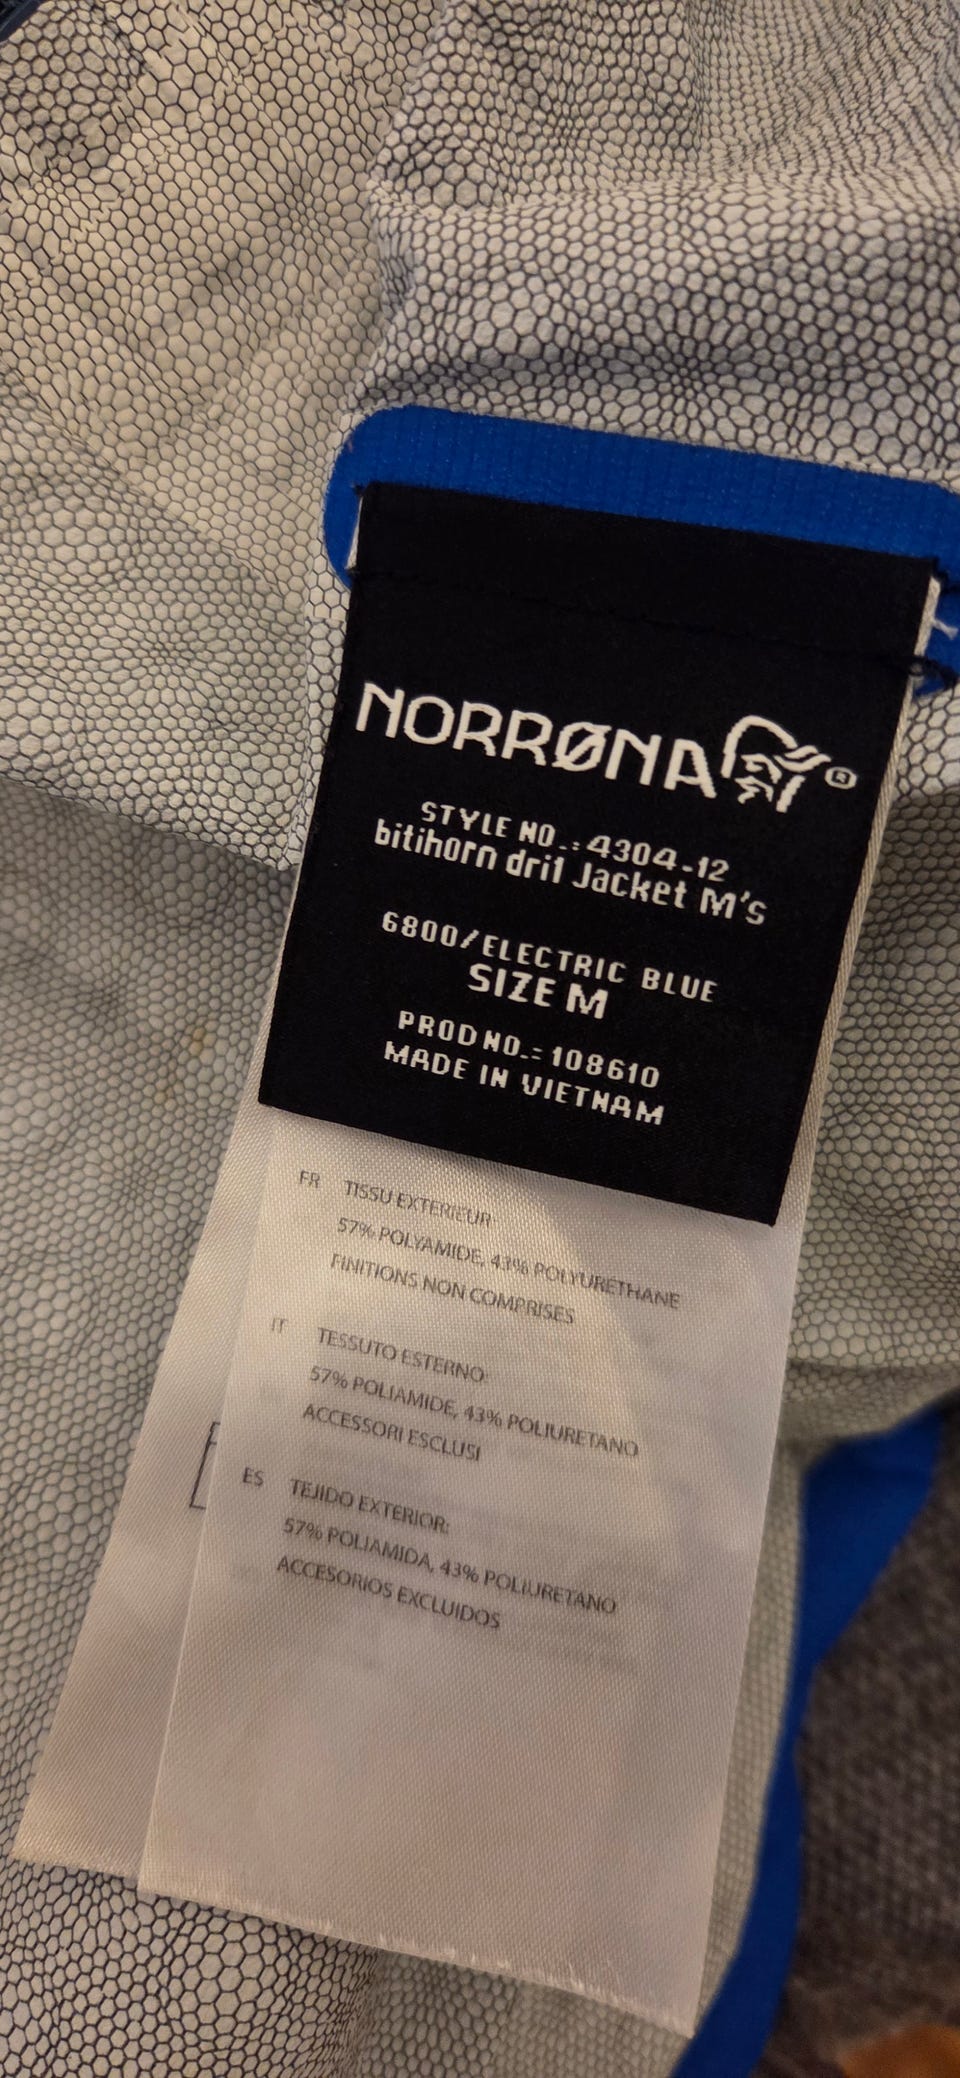 NORRØNA®
STYLE NO.:4304-12
bitihorn dri1 Jacket M's
6800/ELECTRIC BLUE
SIZE M
PROD NO.: 108610
MADE IN VIETNAM
FR TISSU EXTERIEUR:
57% POLYAMIDE, 43% POLYURÉTHANE
FINITIONS NON COMPRISES
IT TESSUTO ESTERNO:
57% POLIAMIDE, 43% POLIURETANO
ACCESSORI ESCLUSI
ES TEJIDO EXTERIOR:
57% POLIAMIDA, 43% POLIURETANO
ACCESORIOS EXCLUIDOS